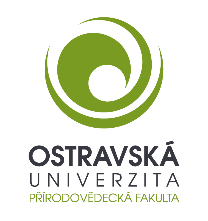 OSTRAVSKÁ
UNIVERZITA
PŘÍRODOVĚDECKÁ FAKULTA